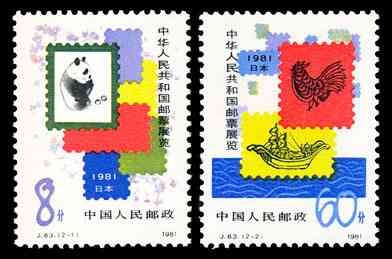 中华人民共和国邮票展览
1981
日本
8分
中国人民邮政
J.63.(2-1)
1981
中华人民共和国邮票展览
1981
日本
60分
中国人民邮政
J.63.(2-2)
1981